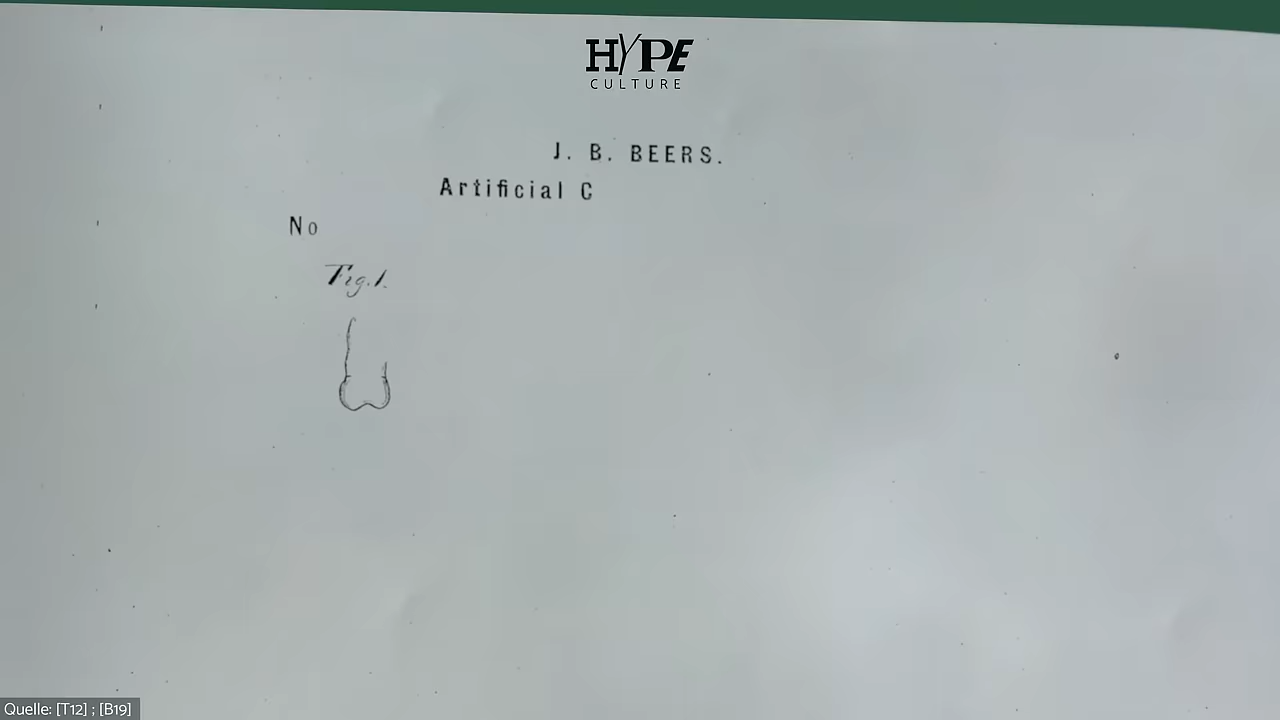 HYPE
CULTURE
J. B. BEERS.
Artificial C
No
Fig. 1.
Quelle: [T12] ; [B19]